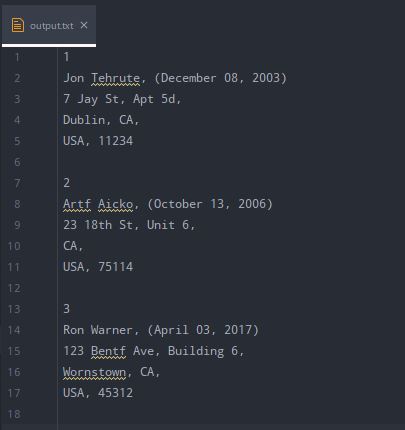 output.txt
1 1
2 Jon Tehrute, (December 08, 2003)
3 7 Jay St, Apt 5d,
4 Dublin, CA,
5 USA, 11234
6
7 2
8 Artf Aicko, (October 13, 2006)
9 23 18th St, Unit 6,
10 CA,
11 USA, 75114
12
13 3
14 Ron Warner, (April 03, 2017)
15 123 Bentf Ave, Building 6,
16 Wornstown, CA,
17 USA, 45312
18